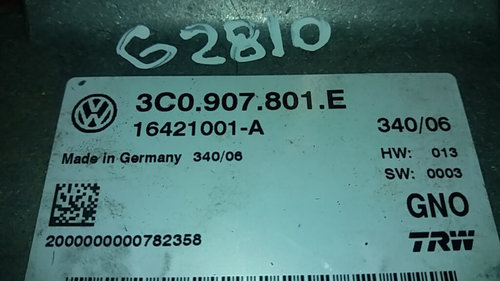 G2810
3C0.907.801.E
16421001-A 340/06
Made in Germany 340/06 HW: 013
SW: 0003
GNO
2000000000782358 TRW